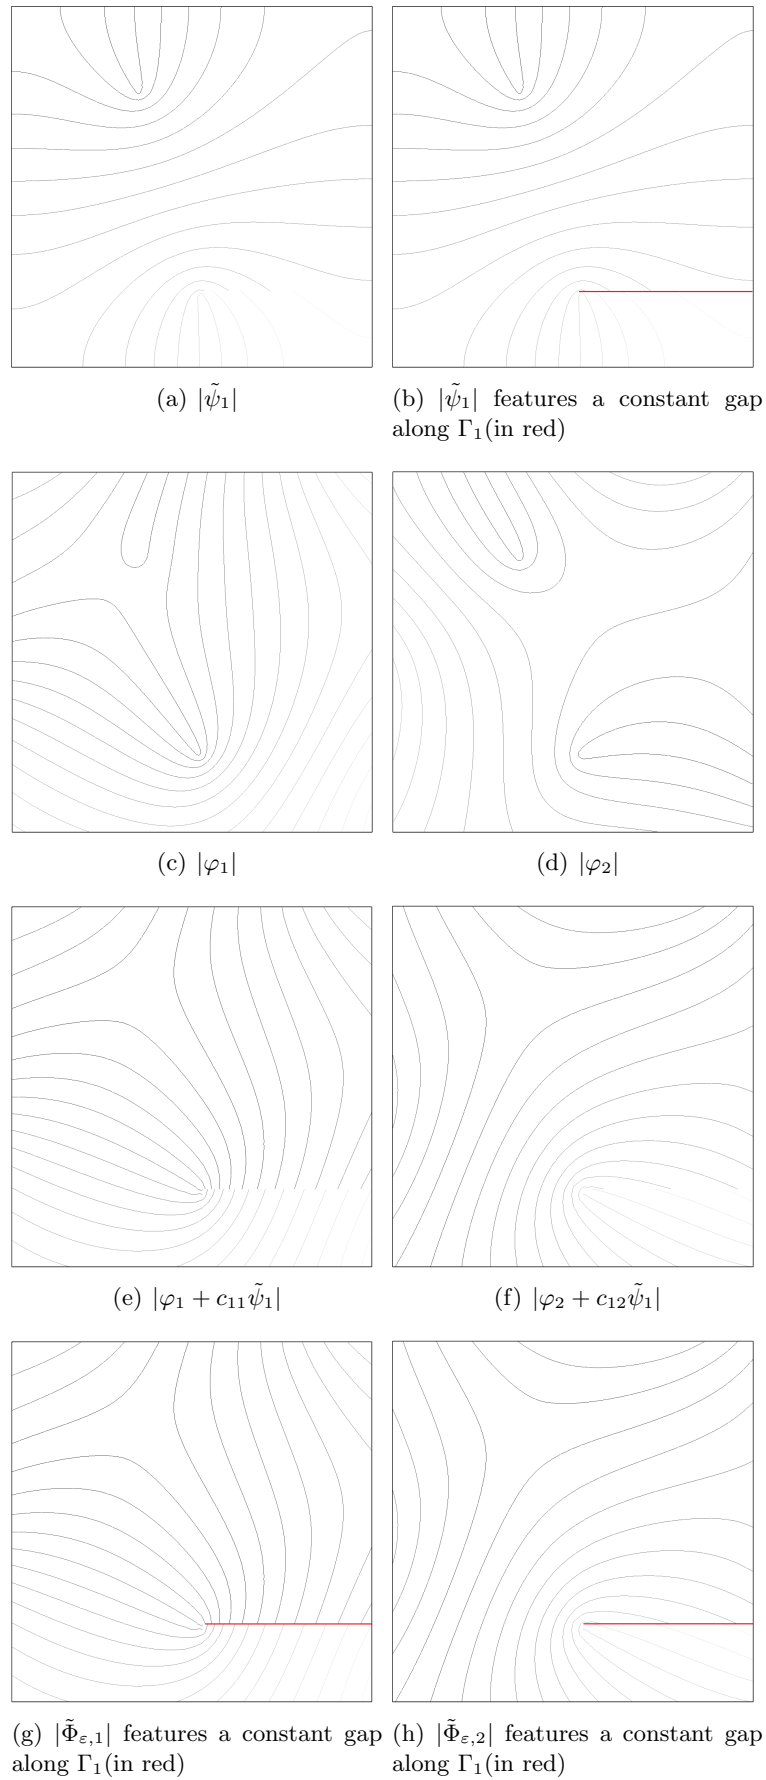 (a) |ψ̃₁|
(b) |ψ̃₁| features a constant gap
along Γ₁(in red)
(c) |φ₁|
(d) |φ₂|
(e) |φ₁ + c₁₁ψ̃₁|
(f) |φ₂ + c₁₂ψ̃₁|
(g) |Φ̃ε,₁| features a constant gap
along Γ₁(in red)
(h) |Φ̃ε,₂| features a constant gap
along Γ₁(in red)